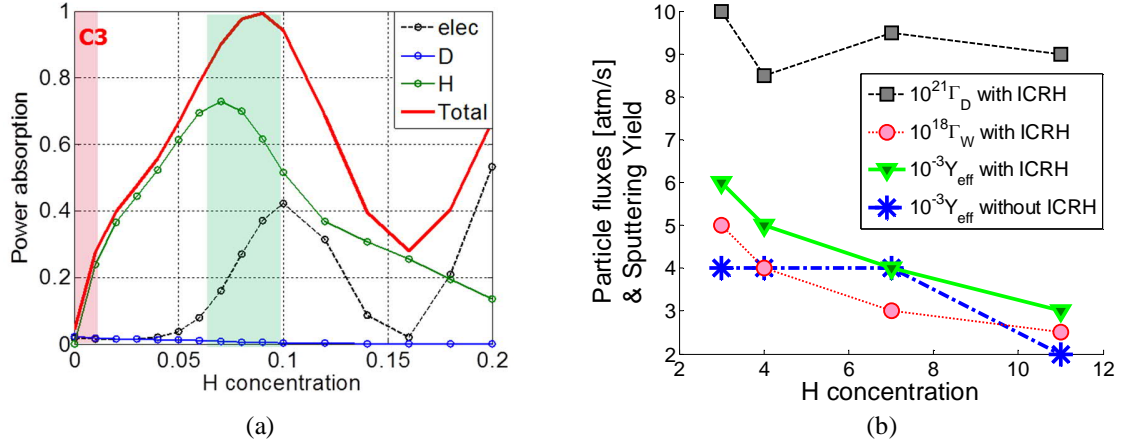 C3
elec
D
H
Total
Power absorption
1
0.8
0.6
0.4
0.2
0
0
0.05
0.1
0.15
0.2
H concentration
(a)
Particle fluxes [atm/s]
& Sputtering Yield
10
9
8
7
6
5
4
3
2
10²¹Γ_D with ICRH
10¹⁸Γ_W with ICRH
10⁻³Y_eff with ICRH
10⁻³Y_eff without ICRH
2
4
6
8
10
12
H concentration
(b)